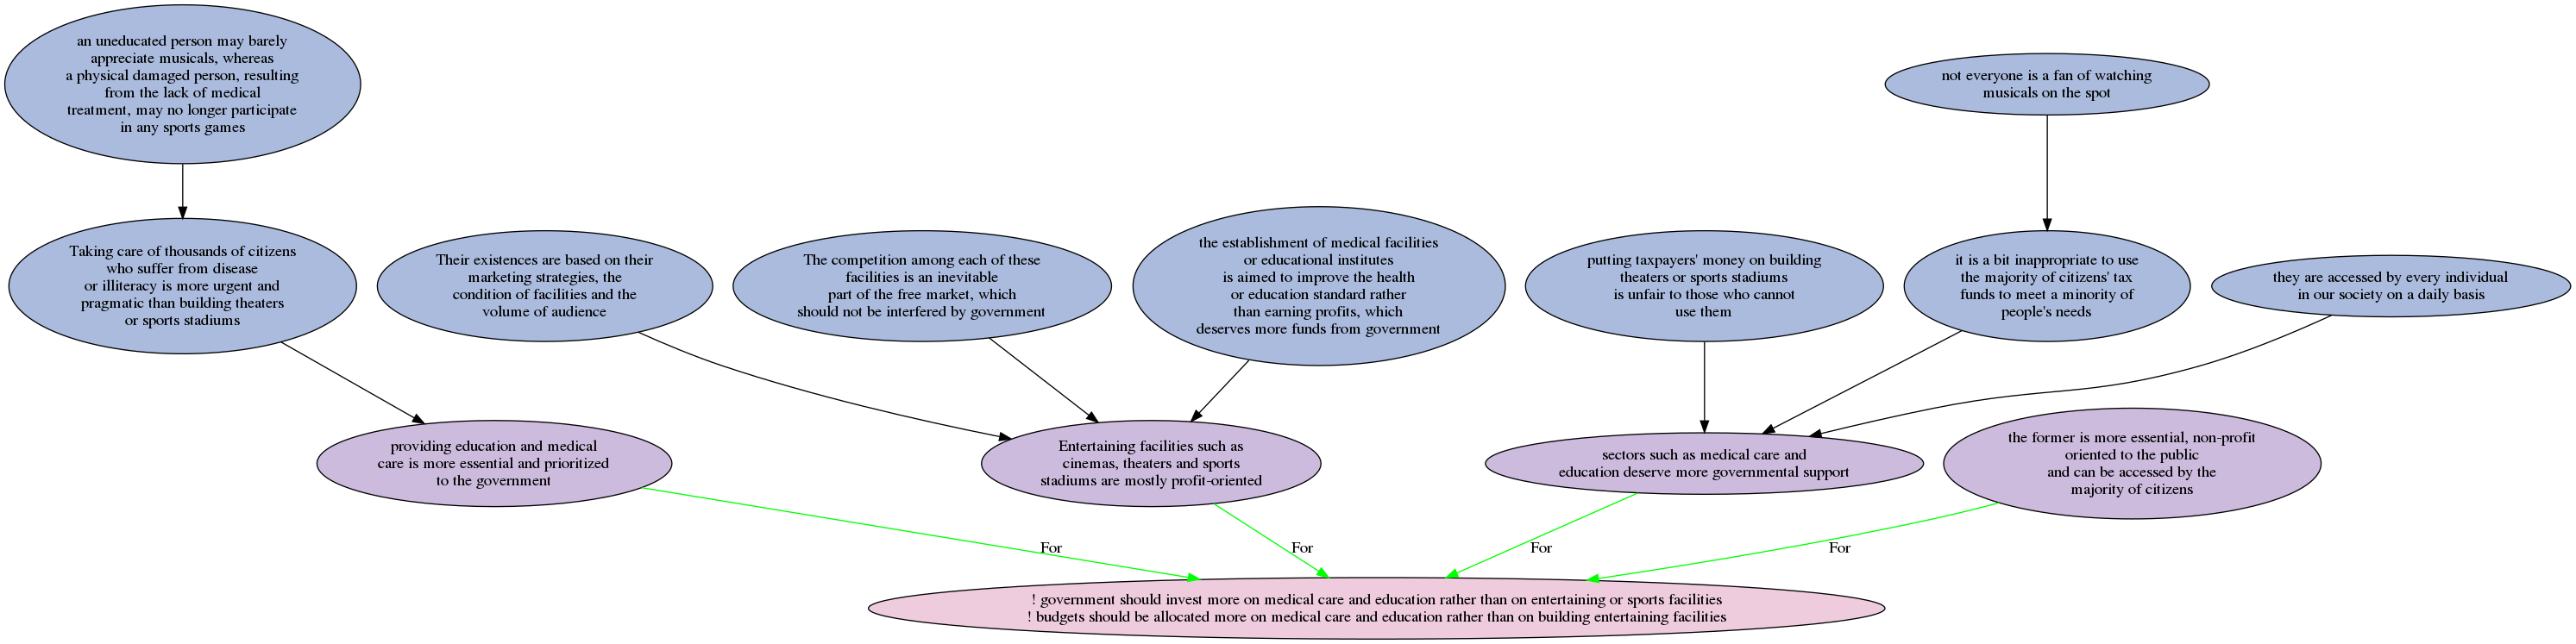 an uneducated person may barely
appreciate musicals, whereas
a physical damaged person, resulting
from the lack of medical
treatment, may no longer participate
in any sports games
not everyone is a fan of watching
musicals on the spot
Taking care of thousands of citizens
who suffer from disease
or illiteracy is more urgent and
pragmatic than building theaters
or sports stadiums
Their existences are based on their
marketing strategies, the
condition of facilities and the
volume of audience
The competition among each of these
facilities is an inevitable
part of the free market, which
should not be interfered by government
the establishment of medical facilities
or educational institutes
is aimed to improve the health
or education standard rather
than earning profits, which
deserves more funds from government
putting taxpayers' money on building
theaters or sports stadiums
is unfair to those who cannot
use them
it is a bit inappropriate to use
the majority of citizens' tax
funds to meet a minority of
people's needs
they are accessed by every individual
in our society on a daily basis
providing education and medical
care is more essential and prioritized
to the government
Entertaining facilities such as
cinemas, theaters and sports
stadiums are mostly profit-oriented
sectors such as medical care and
education deserve more governmental support
the former is more essential, non-profit
oriented to the public
and can be accessed by the
majority of citizens
For
For
For
For
! government should invest more on medical care and education rather than on entertaining or sports facilities
! budgets should be allocated more on medical care and education rather than on building entertaining facilities